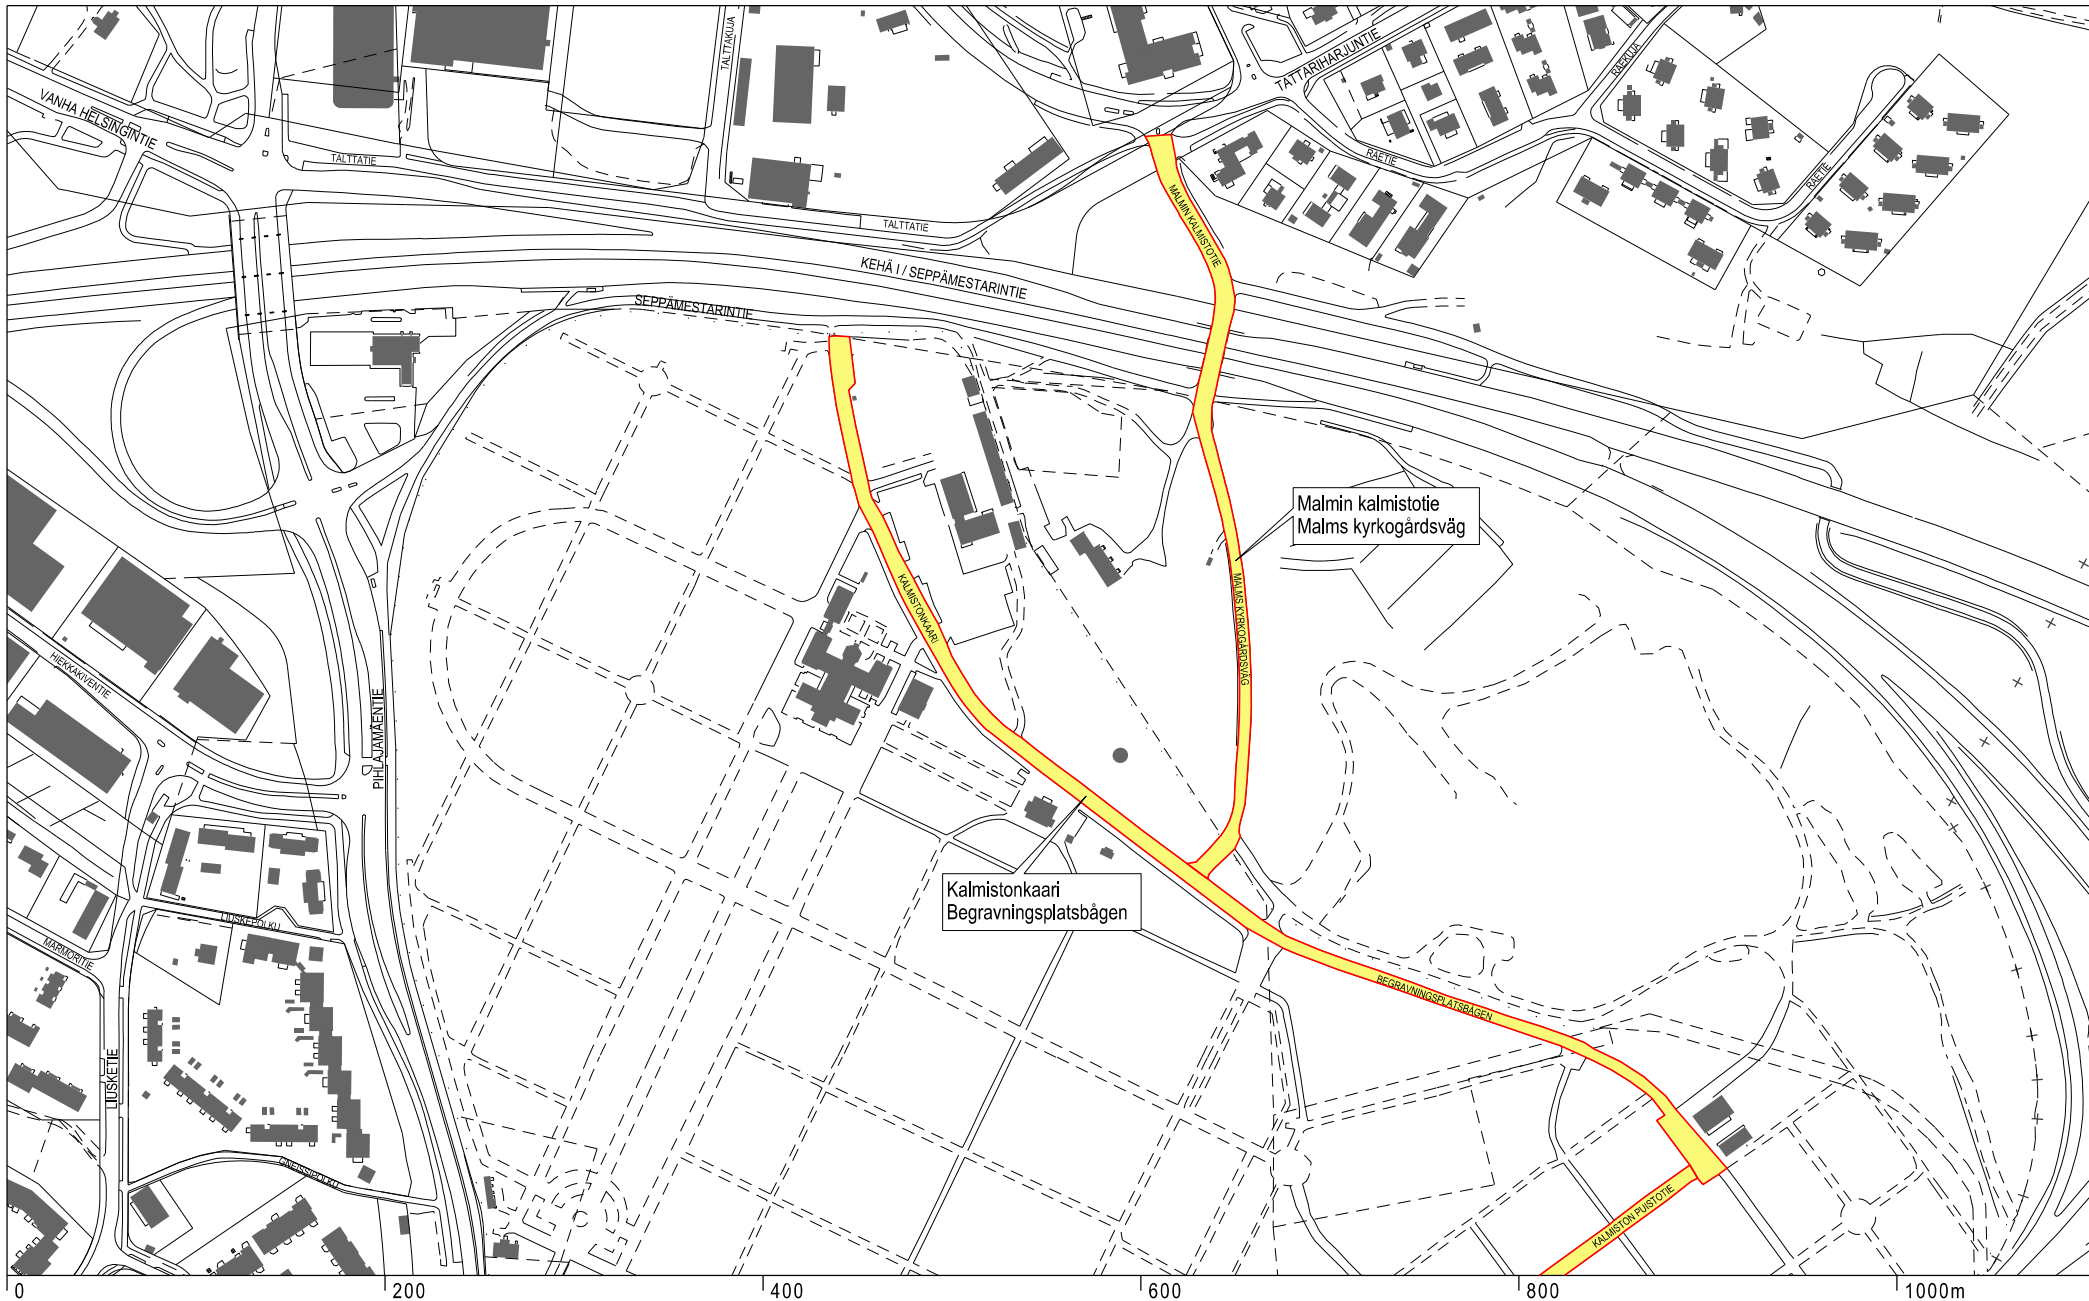 TALTTAKUJA
TATTARIHARJUNTIE
RAEKUJA
VANHA HELSINGINTIE
TALTTATIE
RAETIE
RAETIE
MALMIN KALMISTOTIE
TALTTATIE
KEHÄ I / SEPPÄMESTARINTIE
SEPPÄMESTARINTIE
Malmin kalmistotie
Malms kyrkogårdsväg
KALMISTONKAARI
MALMS KYRKOGÅRDSVÄG
HIEKKAKIVENTIE
PIHLAJAMÄENTIE
Kalmistonkaari
Begravningsplatsbågen
LIUSKEPOLKU
MARMORITIE
BEGRAVNINGSPLATSBÅGEN
LIUSKETIE
GNEISSIPOLKU
KALMISTON PUISTOTIE
0 200 400 600 800 1000m